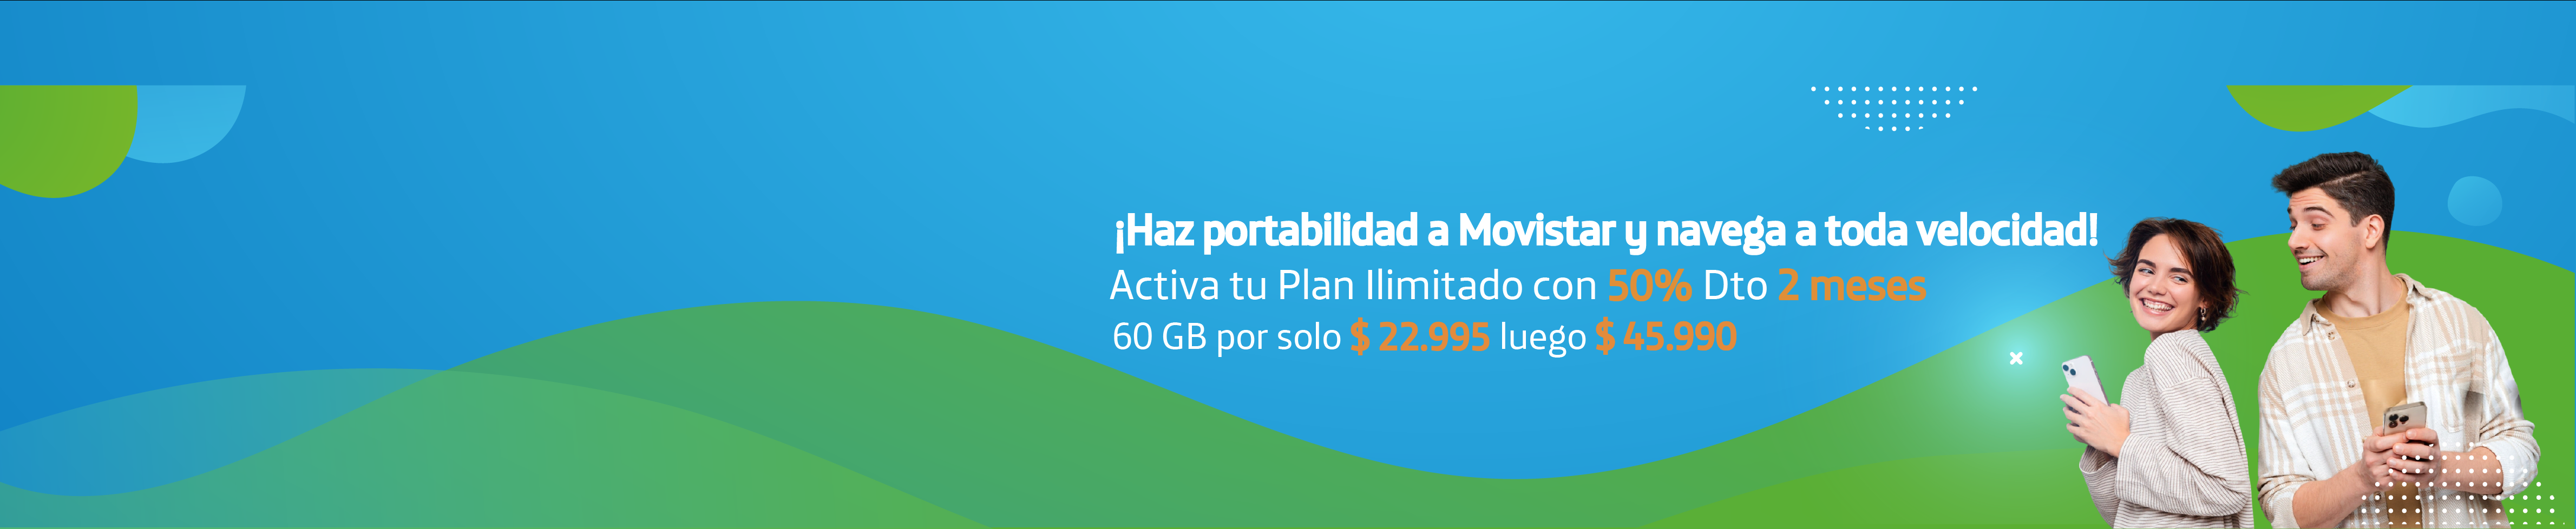 ¡Haz portabilidad a Movistar y navega a toda velocidad!
Activa tu Plan Ilimitado con 50% Dto 2 meses
60 GB por solo $ 22.995 luego $ 45.990